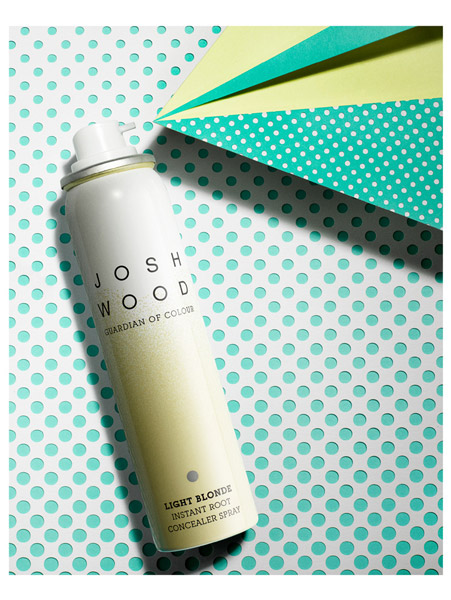 JOSH
WOOD
GUARDIAN OF COLOUR
LIGHT BLONDE
INSTANT ROOT
CONCEALER SPRAY